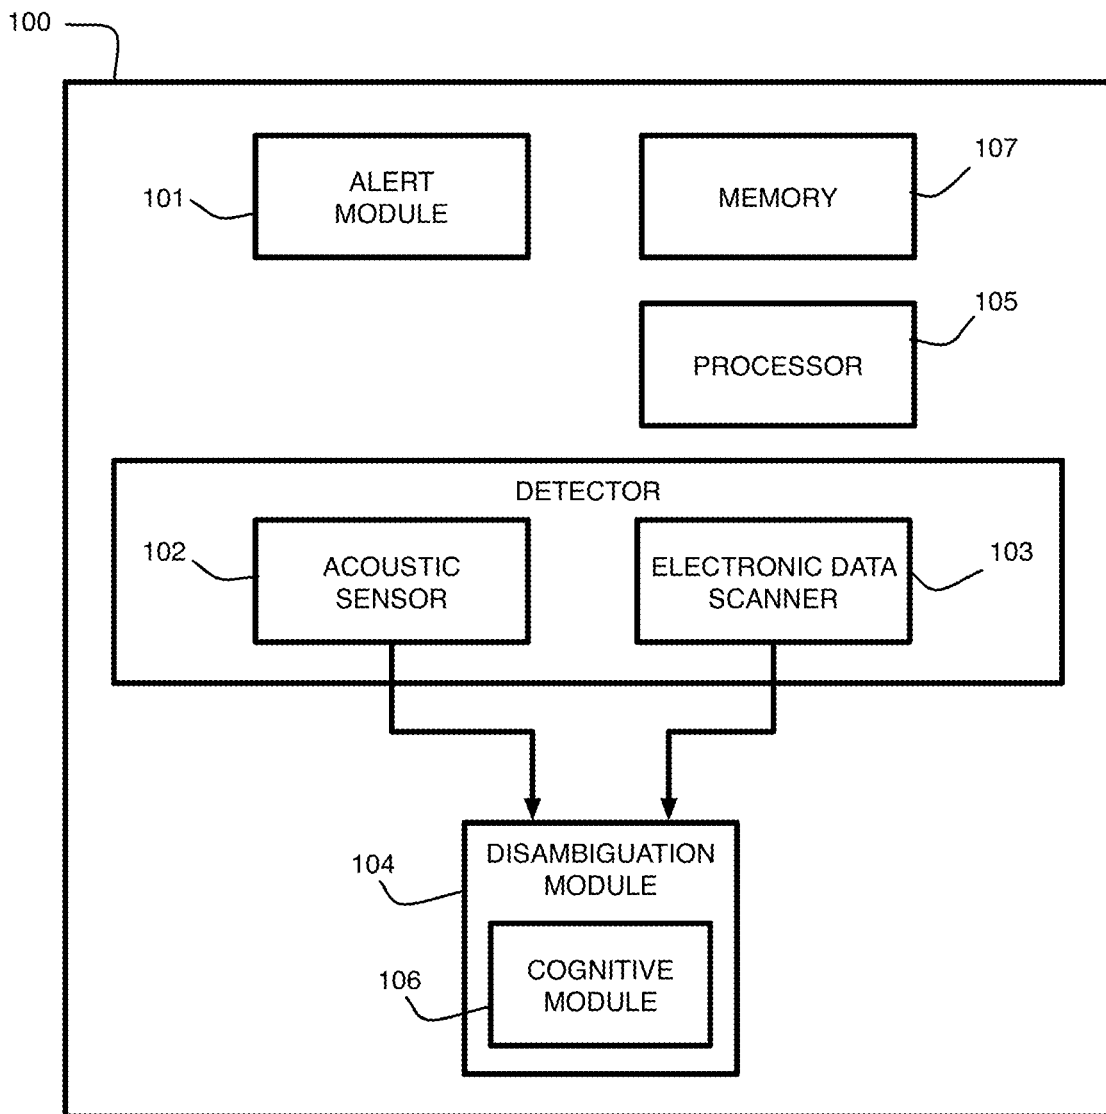 100
101
ALERT
MODULE
MEMORY
107
PROCESSOR
105
DETECTOR
102
ACOUSTIC
SENSOR
ELECTRONIC DATA
SCANNER
103
104
DISAMBIGUATION
MODULE
106
COGNITIVE
MODULE